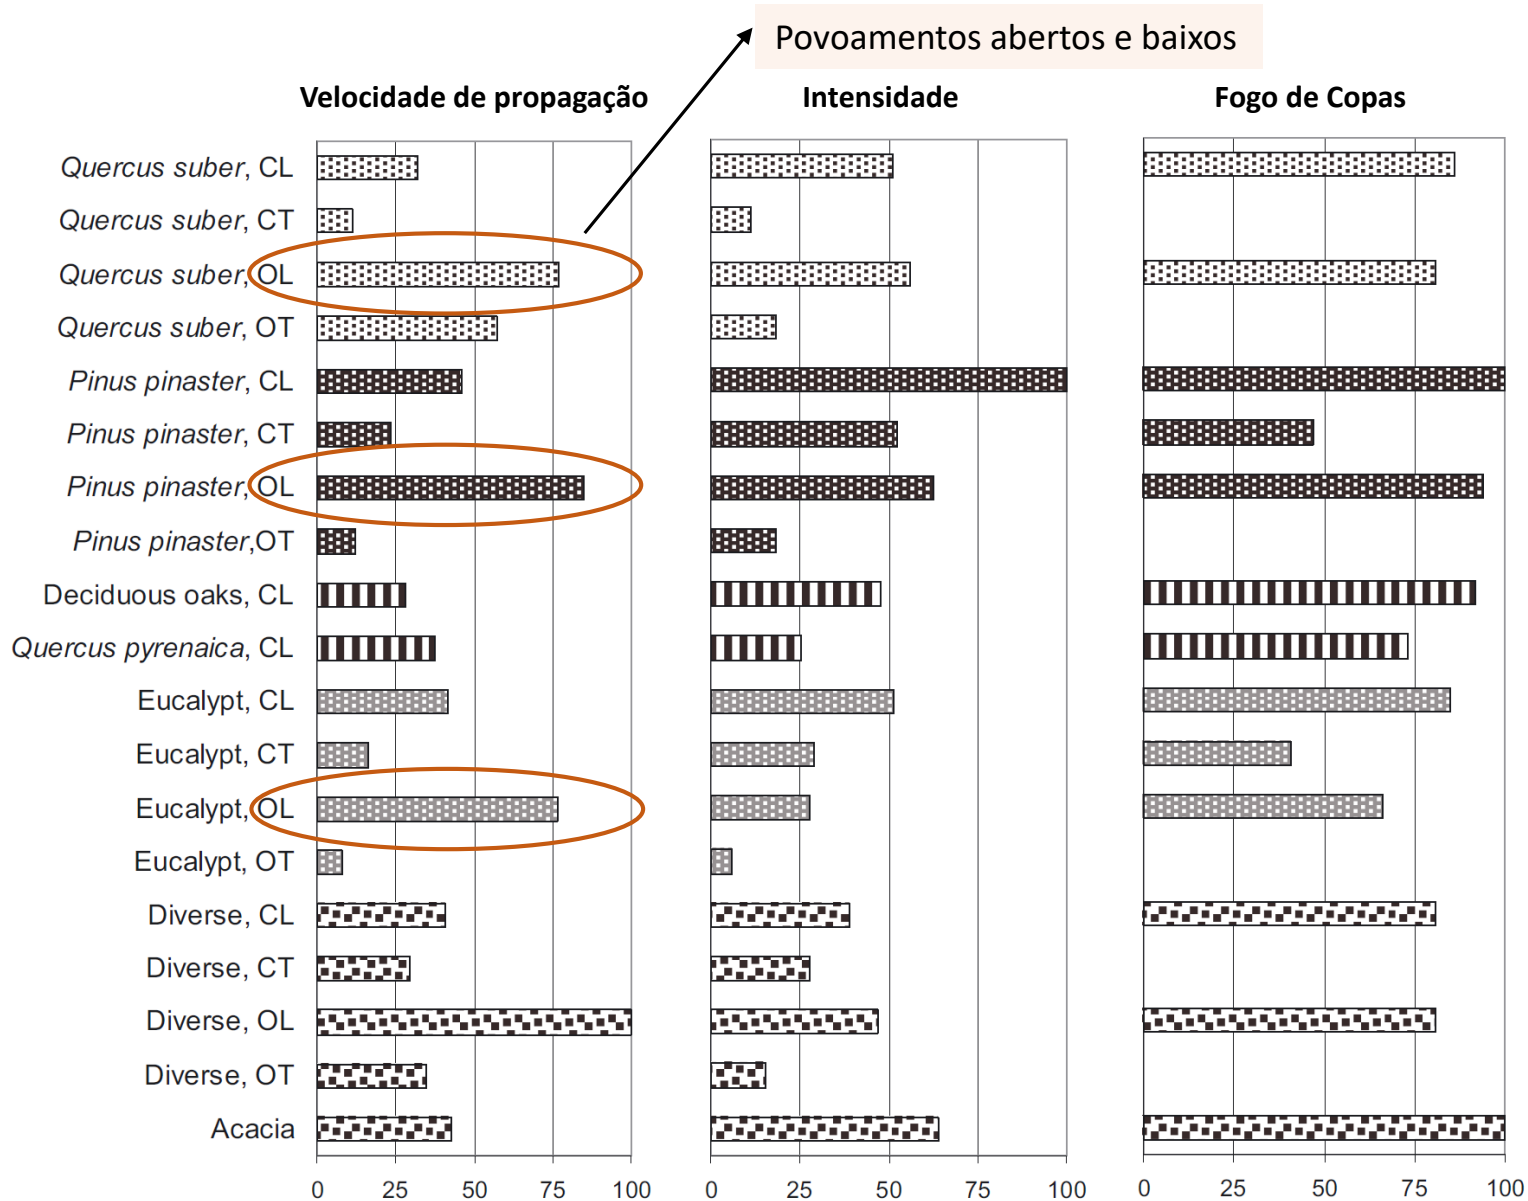 Povoamentos abertos e baixos
Velocidade de propagação
Intensidade
Fogo de Copas
Quercus suber, CL
Quercus suber, CT
Quercus suber, OL
Quercus suber, OT
Pinus pinaster, CL
Pinus pinaster, CT
Pinus pinaster, OL
Pinus pinaster,OT
Deciduous oaks, CL
Quercus pyrenaica, CL
Eucalypt, CL
Eucalypt, CT
Eucalypt, OL
Eucalypt, OT
Diverse, CL
Diverse, CT
Diverse, OL
Diverse, OT
Acacia
0 25 50 75 100
0 25 50 75 100
0 25 50 75 100